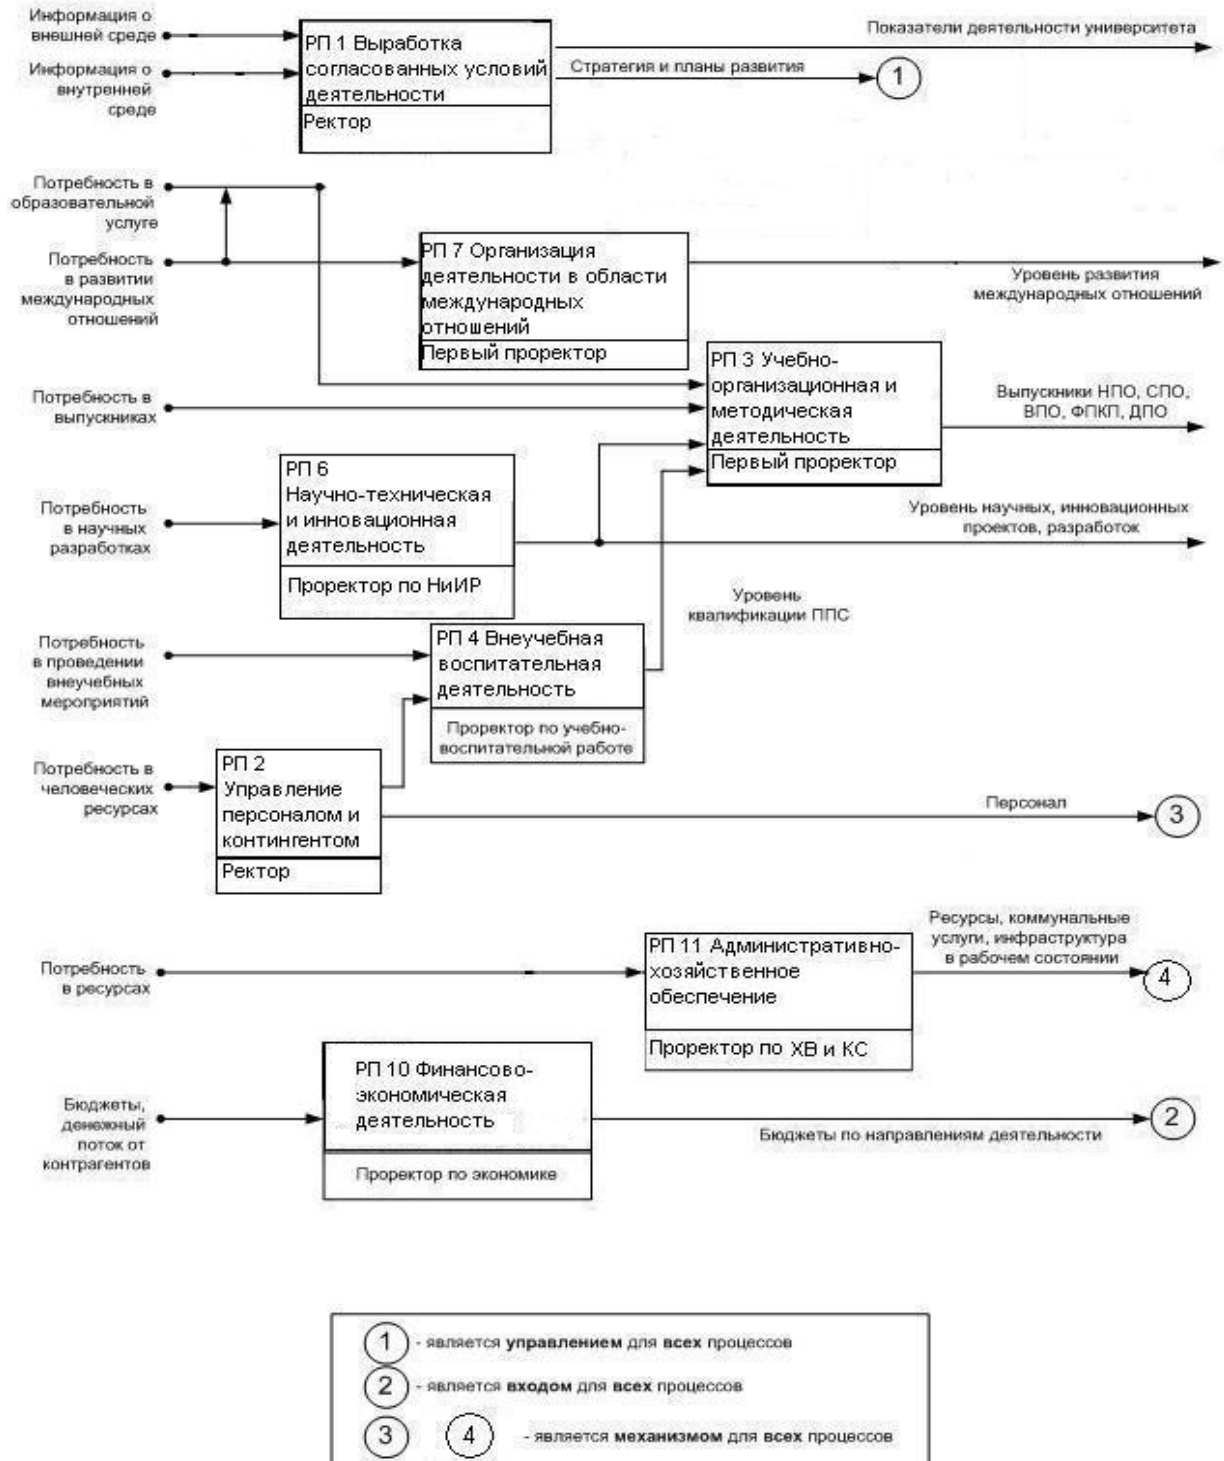 Информация о
внешней среде
Информация о
внутренней
среде
РП 1 Выработка
согласованных условий
деятельности
Ректор
Показатели деятельности университета
Стратегия и планы развития
1
Потребность в
образовательной
услуге
Потребность
в развитии
международных
отношений
РП 7 Организация
деятельности в области
международных
отношений
Первый проректор
Уровень развития
международных отношений
Потребность в
выпускниках
РП 3 Учебно-
организационная и
методическая
деятельность
Первый проректор
Выпускники НПО, СПО,
ВПО, ФПКП, ДПО
Потребность
в научных
разработках
РП 6
Научно-техническая
и инновационная
деятельность
Проректор по НиИР
Уровень научных, инновационных
проектов, разработок
Уровень
квалификации ППС
Потребность
в проведении
внеучебных
мероприятий
РП 4 Внеучебная
воспитательная
деятельность
Проректор по учебно-
воспитательной работе
Потребность в
человеческих
ресурсах
РП 2
Управление
персоналом и
контингентом
Ректор
Персонал
3
Потребность
в ресурсах
РП 11 Административно-
хозяйственное
обеспечение
Проректор по ХВ и КС
Ресурсы, коммунальные
услуги, инфраструктура
в рабочем состоянии
4
Бюджеты,
денежный
поток от
контрагентов
РП 10 Финансово-
экономическая
деятельность
Проректор по экономике
Бюджеты по направлениям деятельности
2
1 - является управлением для всех процессов
2 - является входом для всех процессов
3 4 - является механизмом для всех процессов